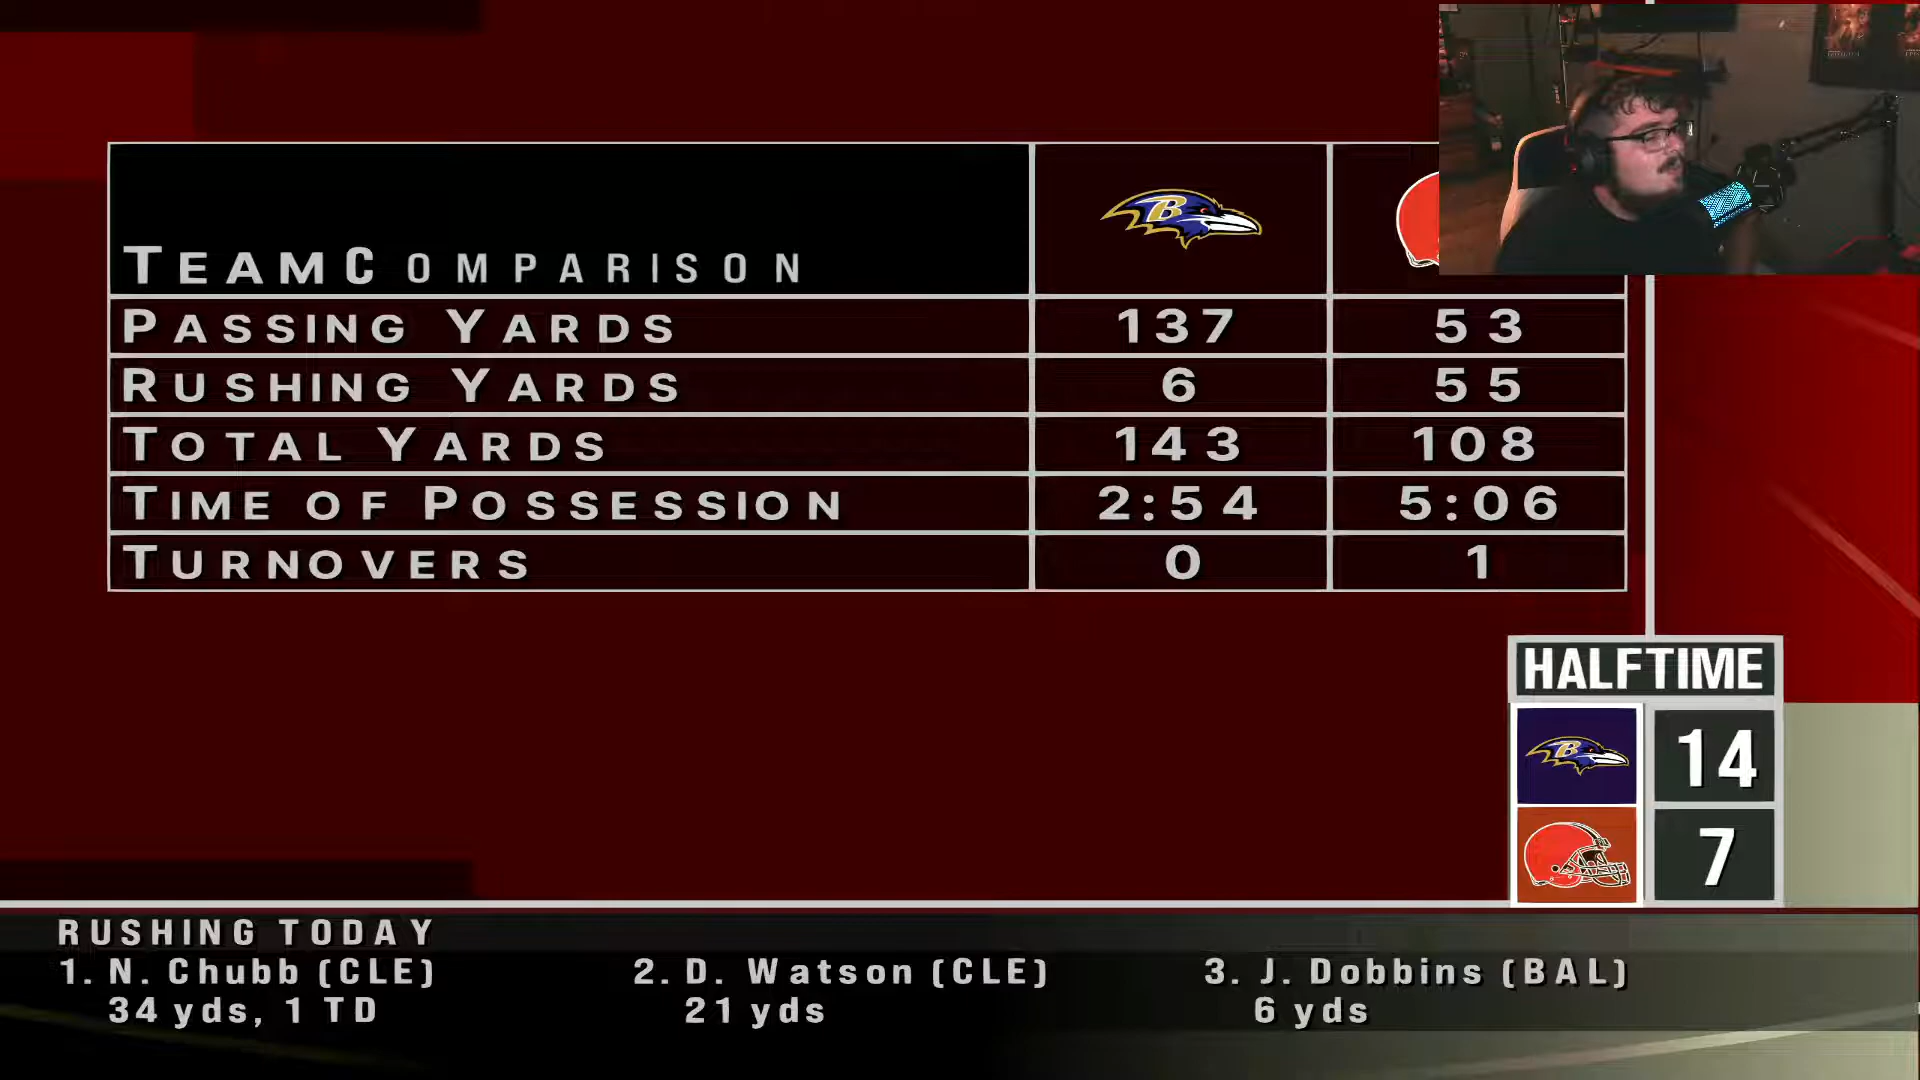 TEAM COMPARISON
PASSING YARDS 137 53
RUSHING YARDS 6 55
TOTAL YARDS 143 108
TIME OF POSSESSION 2:54 5:06
TURNOVERS 0 1
HALFTIME
B 14
7
RUSHING TODAY
1. N. Chubb (CLE) 2. D. Watson (CLE) 3. J. Dobbins (BAL)
34 yds, 1 TD 21 yds 6 yds